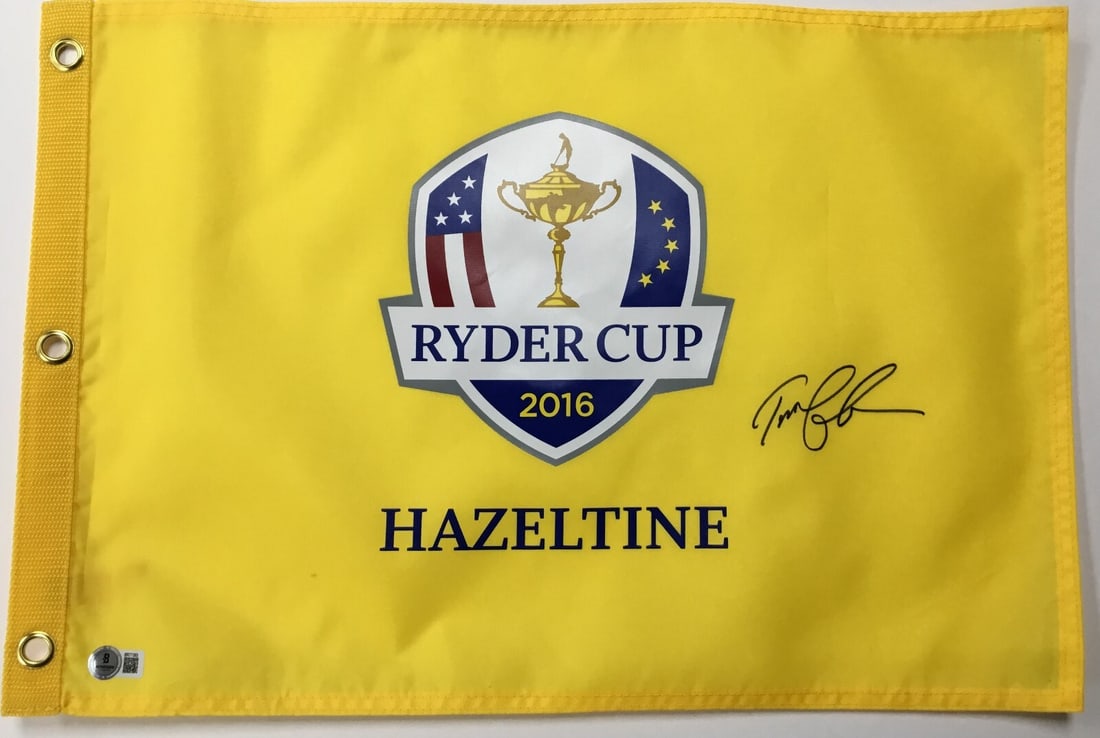 RYDER CUP
2016
HAZELTINE